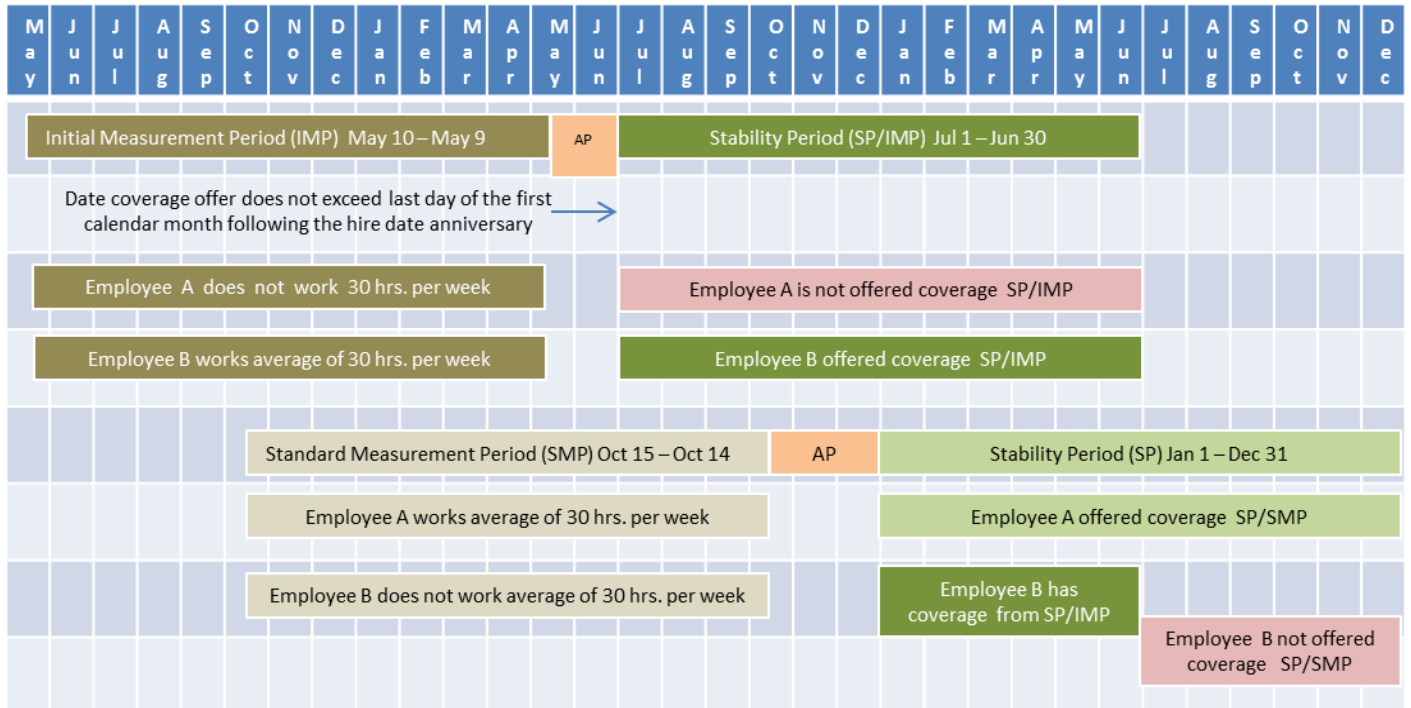 May Jun Jul Aug Sep Oct Nov Dec Jan Feb Mar Apr May Jun Jul Aug Sep Oct Nov Dec Jan Feb Mar Apr May Jun Jul Aug Sep Oct Nov Dec
Initial Measurement Period (IMP) May 10 – May 9
AP
Stability Period (SP/IMP) Jul 1 – Jun 30
Date coverage offer does not exceed last day of the first
calendar month following the hire date anniversary
Employee A does not work 30 hrs. per week
Employee A is not offered coverage SP/IMP
Employee B works average of 30 hrs. per week
Employee B offered coverage SP/IMP
Standard Measurement Period (SMP) Oct 15 – Oct 14
AP
Stability Period (SP) Jan 1 – Dec 31
Employee A works average of 30 hrs. per week
Employee A offered coverage SP/SMP
Employee B does not work average of 30 hrs. per week
Employee B has
coverage from SP/IMP
Employee B not offered
coverage SP/SMP